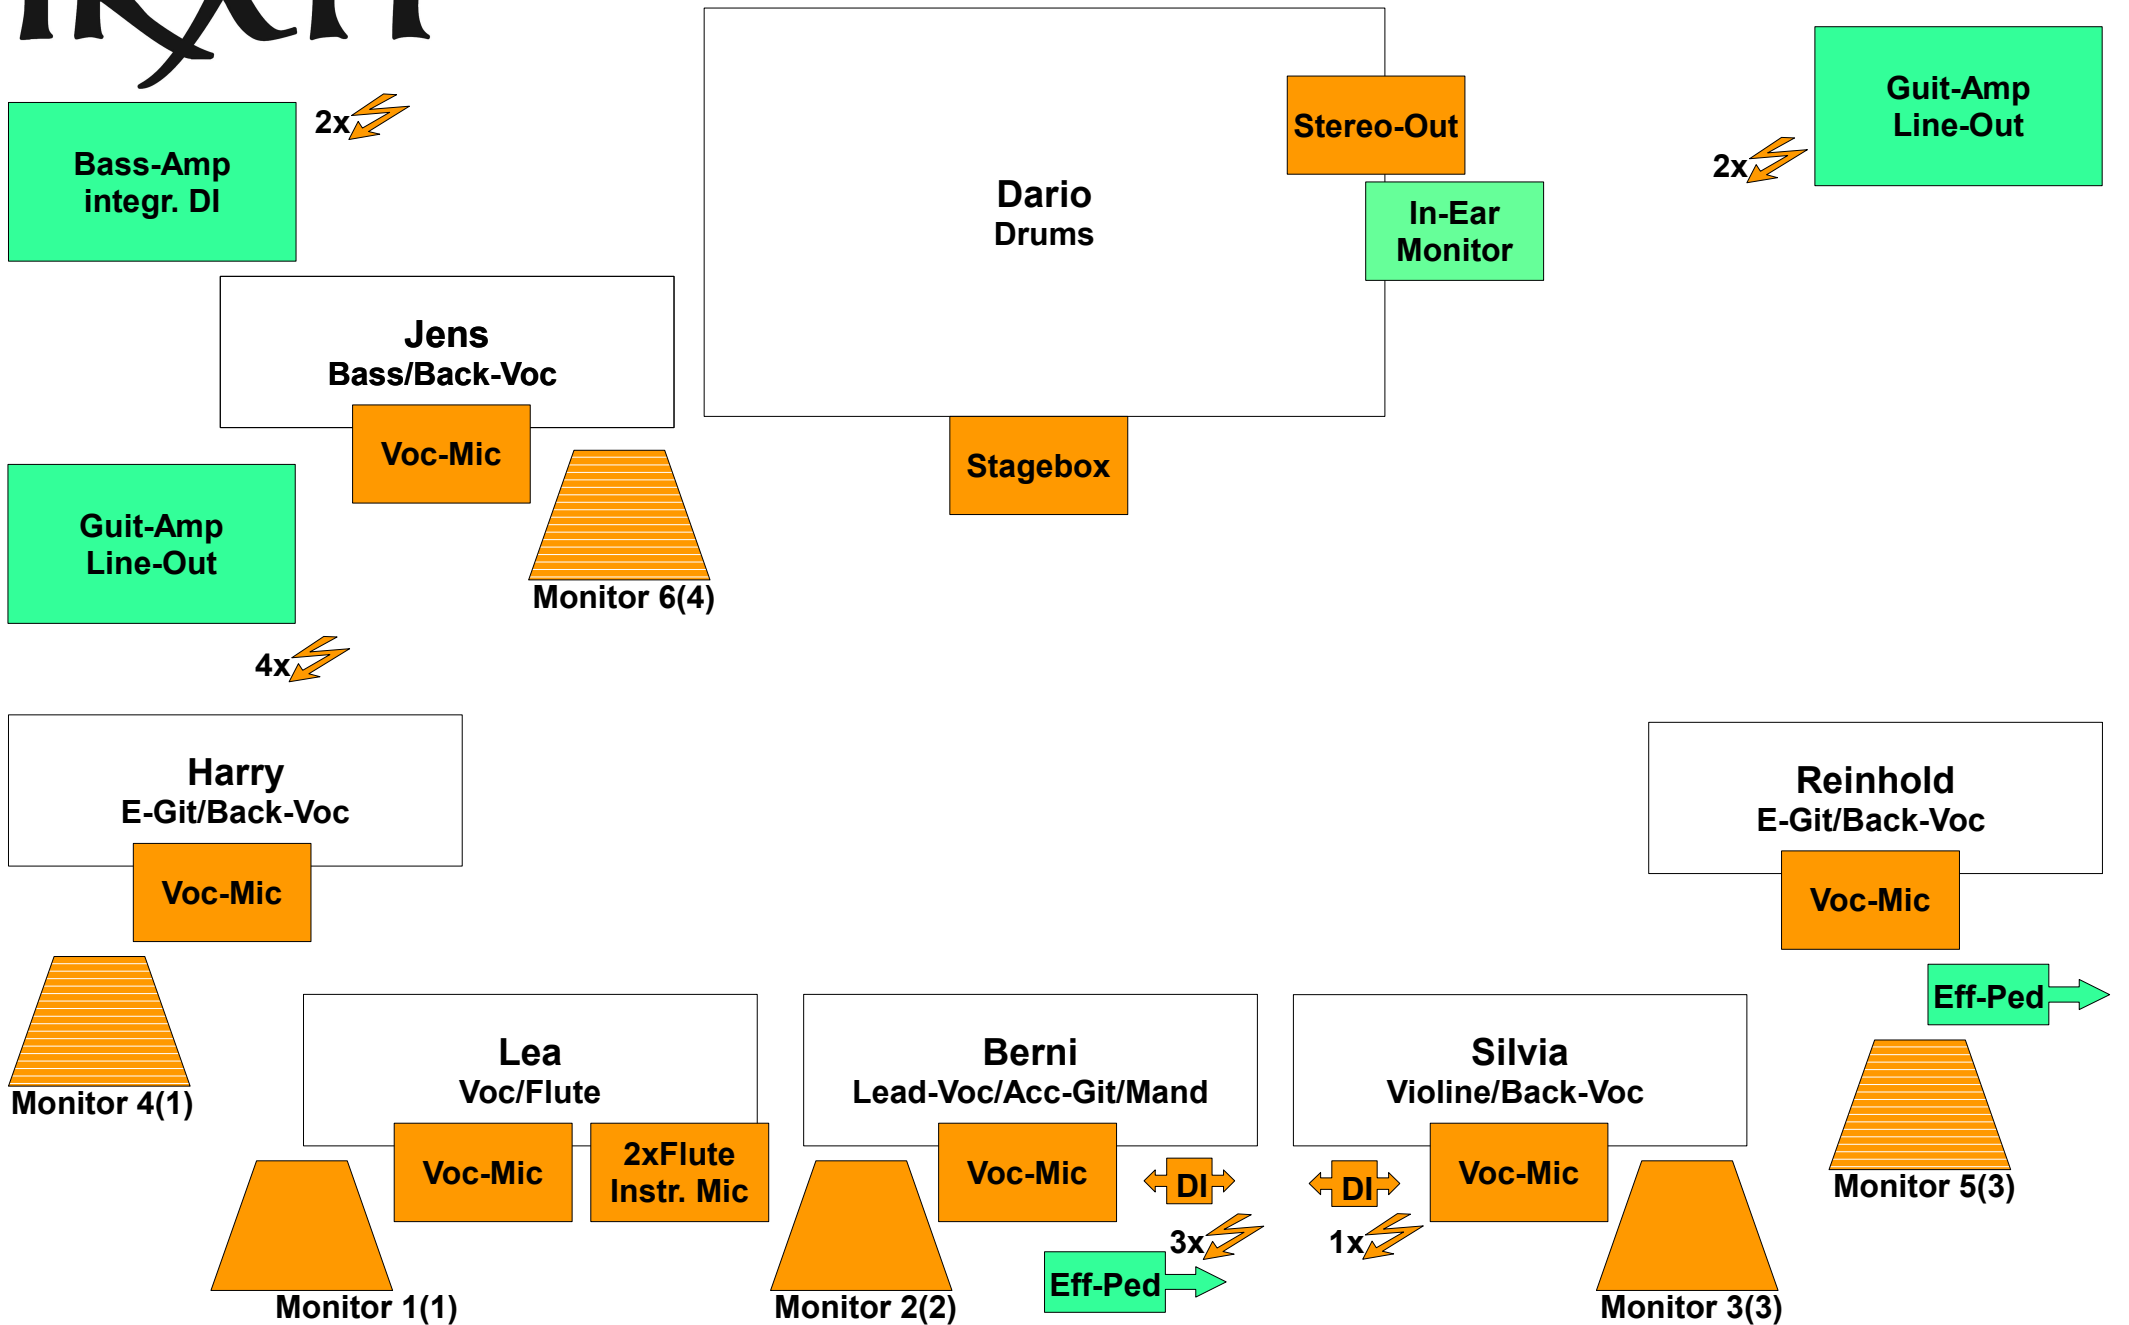 2x
Bass-Amp
integr. DI
Stereo-Out
Guit-Amp
Line-Out
2x
Dario
Drums
In-Ear
Monitor
Jens
Bass/Back-Voc
Voc-Mic
Stagebox
Guit-Amp
Line-Out
Monitor 6(4)
4x
Harry
E-Git/Back-Voc
Voc-Mic
Reinhold
E-Git/Back-Voc
Voc-Mic
Eff-Ped
Monitor 4(1)
Lea
Voc/Flute
Voc-Mic
2xFlute
Instr. Mic
Berni
Lead-Voc/Acc-Git/Mand
Voc-Mic
DI
Silvia
Violine/Back-Voc
DI
Voc-Mic
Monitor 5(3)
3x
1x
Eff-Ped
Monitor 1(1)
Monitor 2(2)
Monitor 3(3)